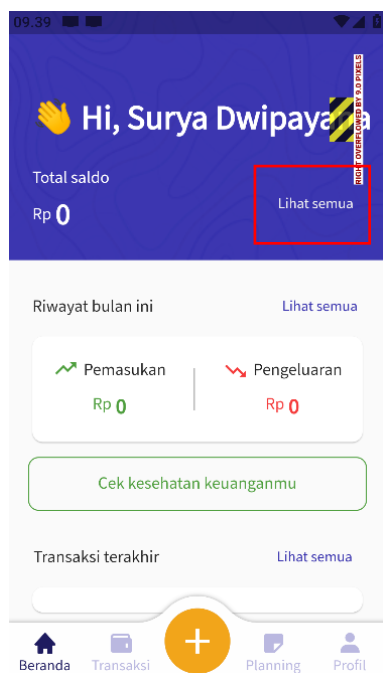 09.39
Hi, Surya Dwipayana
RIGHT OVERFLOWED BY 9.0 PIXELS
Total saldo
Rp 0
Lihat semua
Riwayat bulan ini
Lihat semua
Pemasukan
Rp 0
Pengeluaran
Rp 0
Cek kesehatan keuanganmu
Transaksi terakhir
Lihat semua
Beranda
Transaksi
Planning
Profil